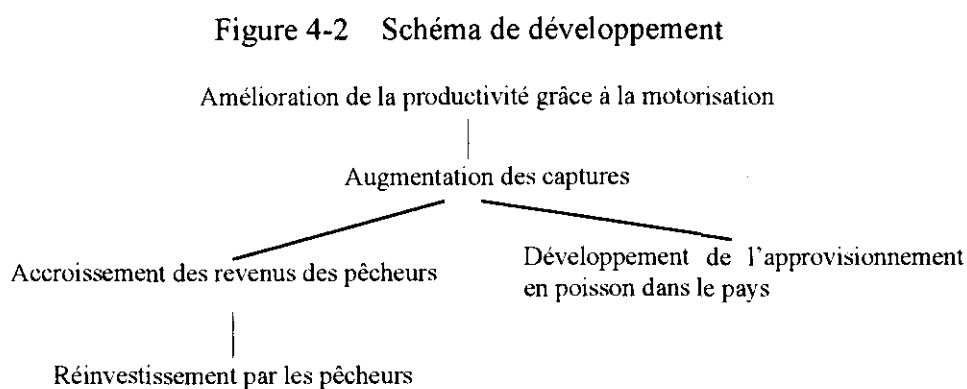 Figure 4-2 Schéma de développement
Amélioration de la productivité grâce à la motorisation
Augmentation des captures
Accroissement des revenus des pêcheurs
Développement de l'approvisionnement
en poisson dans le pays
Réinvestissement par les pêcheurs